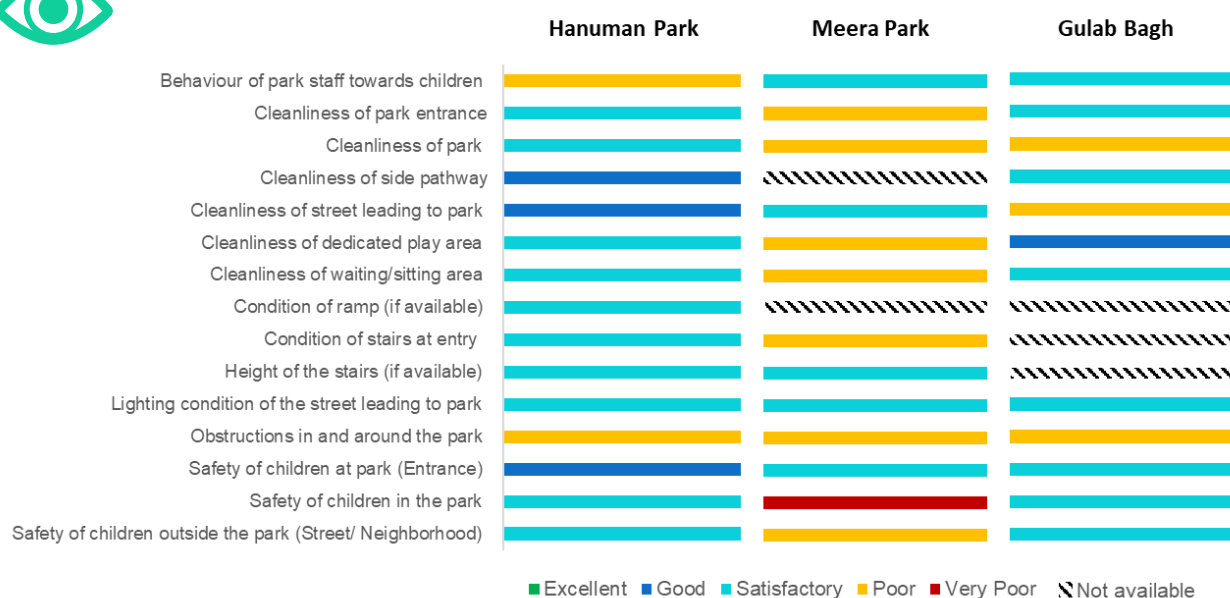 Hanuman Park Meera Park Gulab Bagh
Behaviour of park staff towards children
Cleanliness of park entrance
Cleanliness of park
Cleanliness of side pathway
Cleanliness of street leading to park
Cleanliness of dedicated play area
Cleanliness of waiting/sitting area
Condition of ramp (if available)
Condition of stairs at entry
Height of the stairs (if available)
Lighting condition of the street leading to park
Obstructions in and around the park
Safety of children at park (Entrance)
Safety of children in the park
Safety of children outside the park (Street/ Neighborhood)
Excellent Good Satisfactory Poor Very Poor Not available